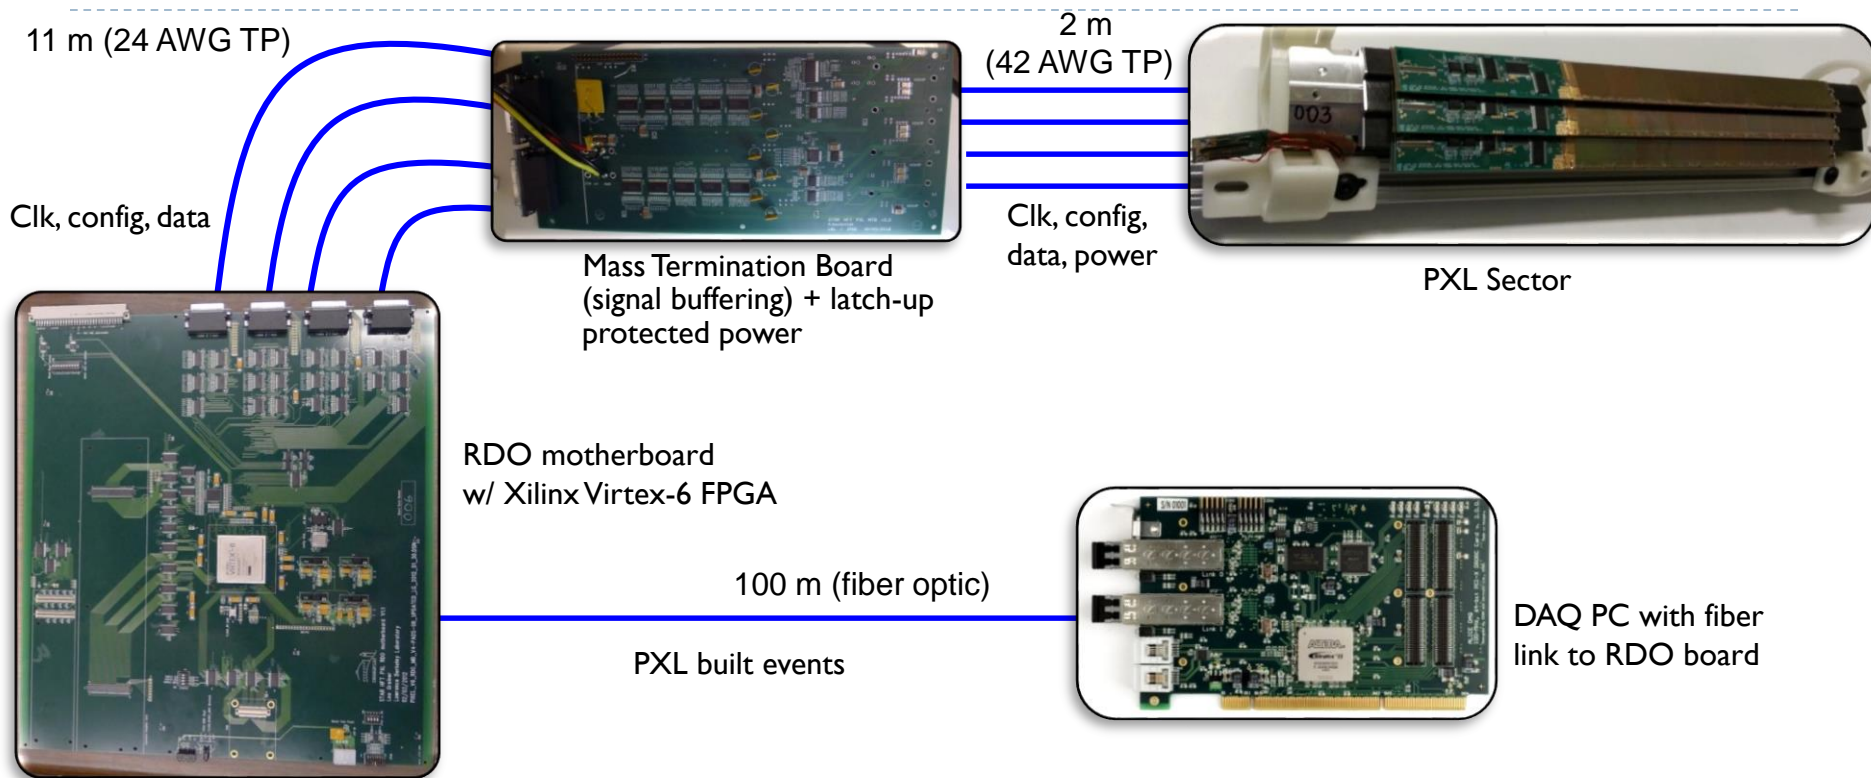 11 m (24 AWG TP)
2 m
(42 AWG TP)
003
Clk, config, data
Clk, config,
data, power
Mass Termination Board
(signal buffering) + latch-up
protected power
PXL Sector
RDO motherboard
w/ Xilinx Virtex-6 FPGA
100 m (fiber optic)
PXL built events
DAQ PC with fiber
link to RDO board